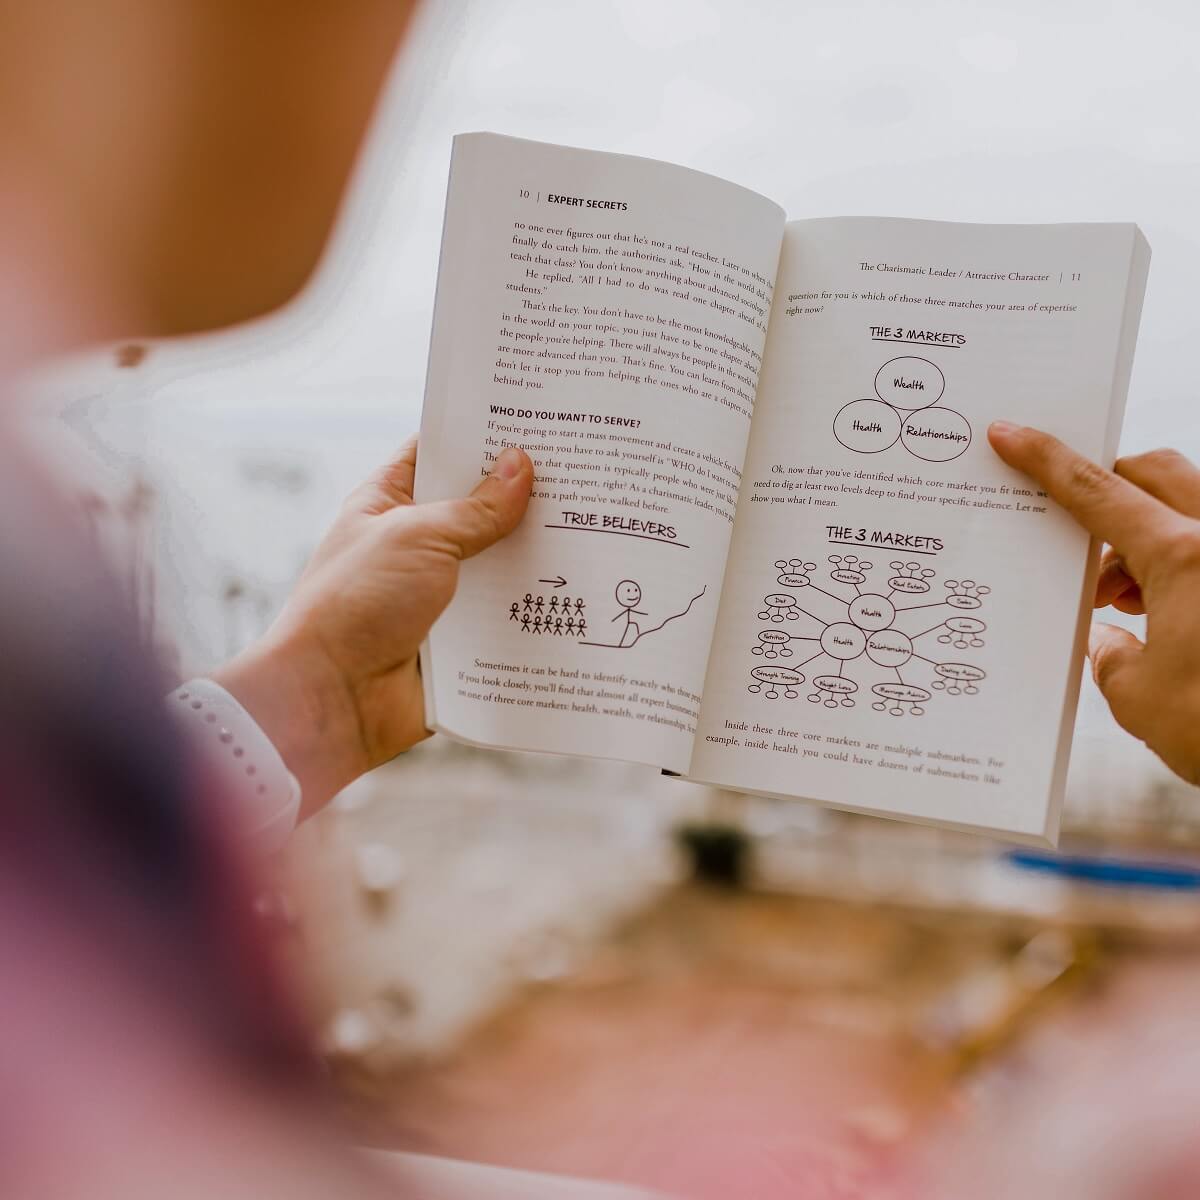 10 | EXPERT SECRETS
no one ever figures out that he's not a real teacher. Later on when the
finally do catch him, the authorities ask, "How in the world did you
teach that class? You don't know anything about advanced sociology."
He replied, "All I had to do was read one chapter ahead of the
students."
That's the key. You don't have to be the most knowledgeable
in the world on your topic, you just have to be one chapter ahead
the people you're helping. There will always be people in the world
are more advanced than you. That's fine. You can learn from them,
don't let it stop you from helping the ones who are a chapter or
behind you.
WHO DO YOU WANT TO SERVE?
If you're going to start a mass movement and create a vehicle for
the first question you have to ask yourself is "WHO do I want to
to that question is typically people who were just like
became an expert, right? As a charismatic leader, you're
on a path you've walked before.
TRUE BELIEVERS
Sometimes it can be hard to identify exactly who those
If you look closely, you'll find that almost all expert
on one of three core markets: health, wealth, or relationships.
The Charismatic Leader / Attractive Character | 11
question for you is which of those three matches your area of expertise
right now?
THE 3 MARKETS
Wealth
Health Relationships
Ok, now that you've identified which core market you fit into, we
need to dig at least two levels deep to find your specific audience. Let me
show you what I mean.
THE 3 MARKETS
Finance Investing Real Estate Sales
Diet Wealth Love
Nutrition Health Relationships
Strength Training Weight Loss Marriage Advice Dating Advice
Inside these three core markets are multiple submarkets. For
example, inside health you could have dozens of submarkets like